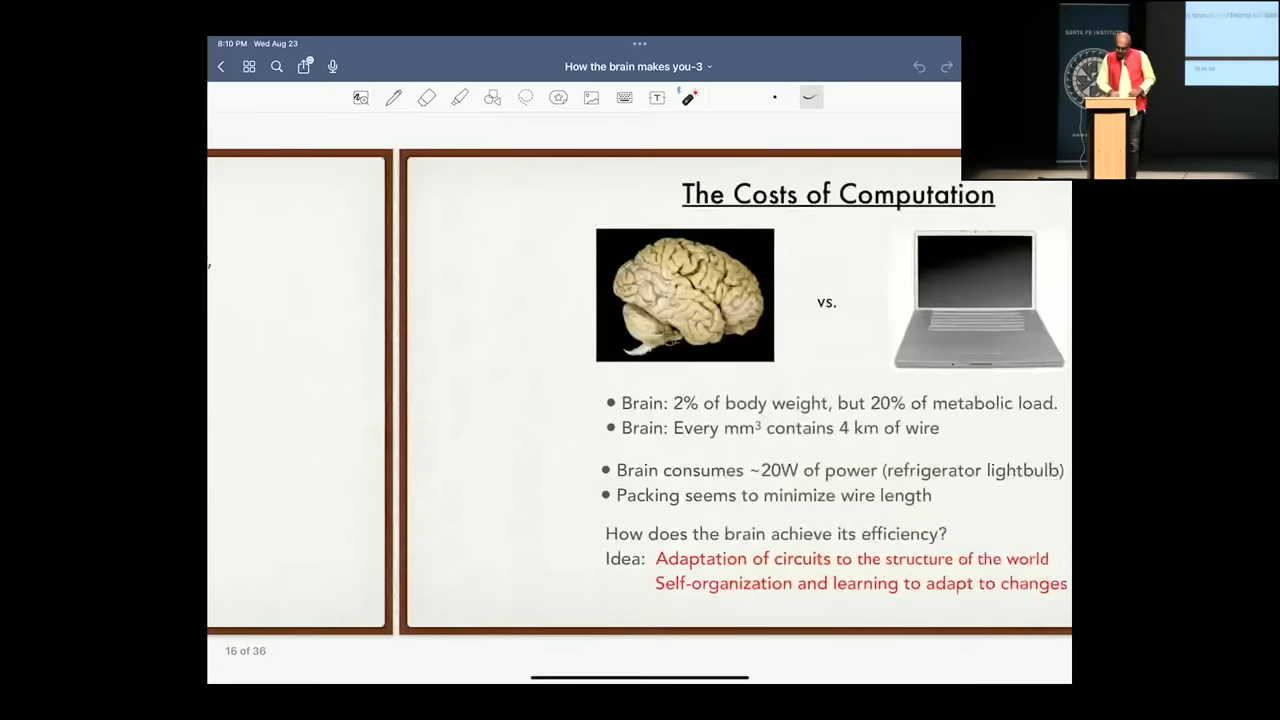 8:10 PM Wed Aug 23
How the brain makes you-3
T
SANTA FE INSTITUTE
16 of 36
The Costs of Computation
vs.
• Brain: 2% of body weight, but 20% of metabolic load.
• Brain: Every mm³ contains 4 km of wire
• Brain consumes ~20W of power (refrigerator lightbulb)
• Packing seems to minimize wire length
How does the brain achieve its efficiency?
Idea: Adaptation of circuits to the structure of the world
Self-organization and learning to adapt to changes
16 of 36